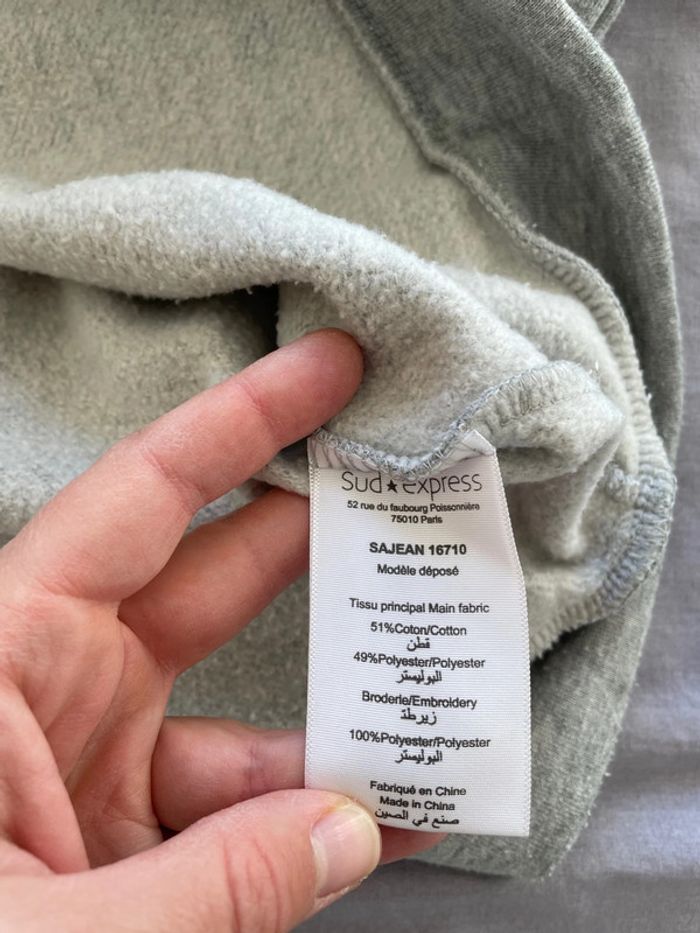 Sud★express
52 rue du faubourg Poissonnière
75010 Paris
SAJEAN 16710
Modèle déposé
Tissu principal Main fabric
51%Coton/Cotton
قطن
49%Polyester/Polyester
البوليستر
Broderie/Embroidery
100%Polyester/Polyester
البوليستر
Fabriqué en Chine
Made in China
صنع في الصين